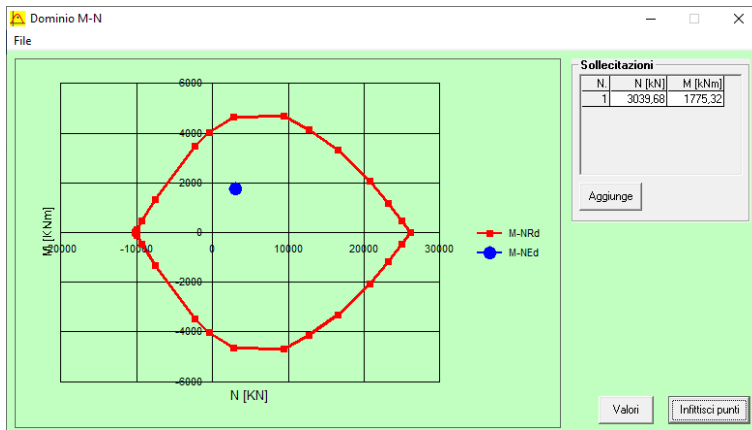 Dominio M-N
File
6000
4000
2000
0
-2000
-4000
-6000
M [KNm]
-20000 -10000 0 10000 20000 30000
N [KN]
M-NRd
M-NEd
Sollecitazioni
N. N [kN] M [kNm]
1 3039,68 1775,32
Aggiunge
Valori
Infittisci punti